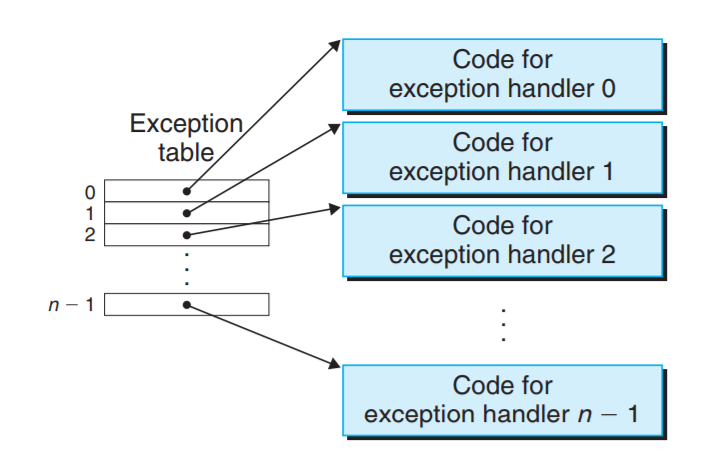 Exception
table
0
1
2
n – 1
Code for
exception handler 0
Code for
exception handler 1
Code for
exception handler 2
Code for
exception handler n – 1